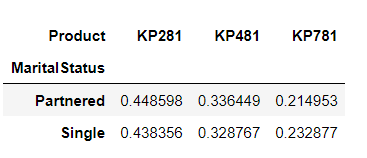 Product KP281 KP481 KP781
MaritalStatus
Partnered 0.448598 0.336449 0.214953
Single 0.438356 0.328767 0.232877